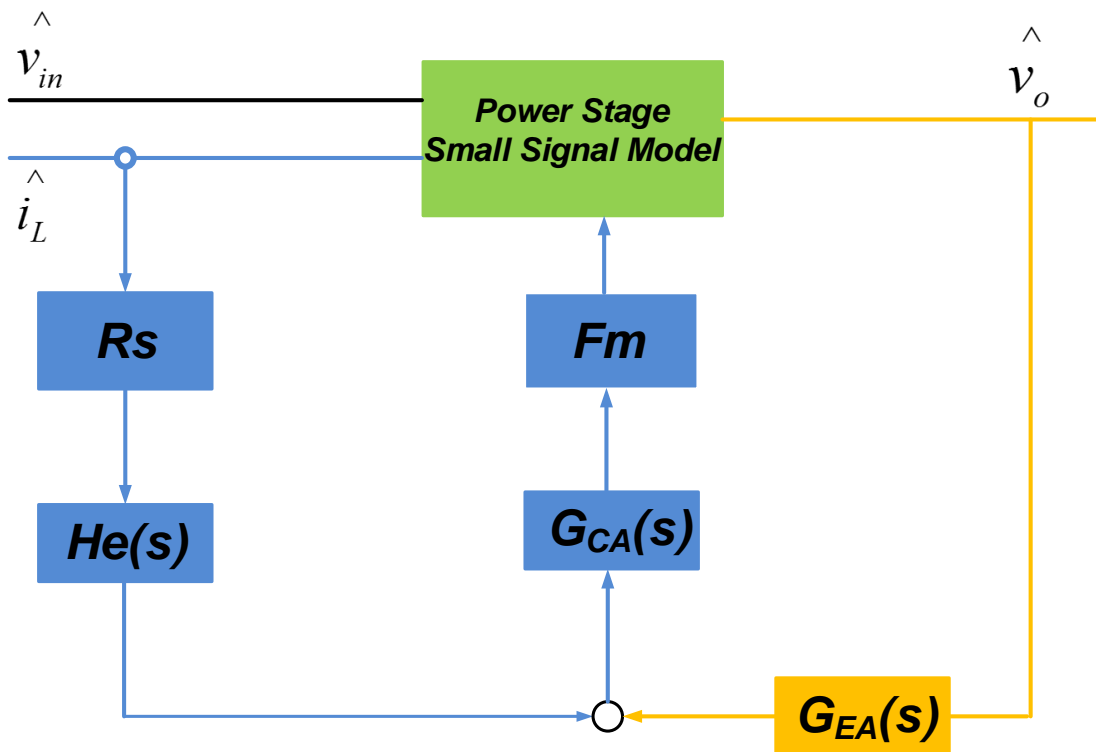 v̂in
v̂o
Power Stage
Small Signal Model
îL
Rs
Fm
He(s)
GCA(s)
GEA(s)